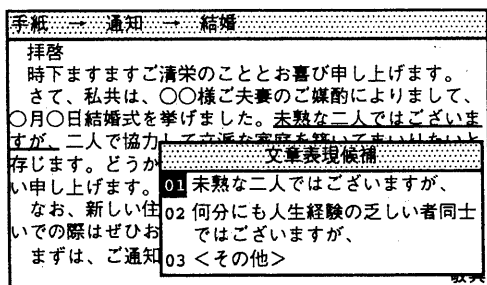 手紙 → 通知 → 結婚
拝啓
時下ますますご清栄のこととお喜び申し上げます。
さて、私共は、〇〇様ご夫妻のご媒酌によりまして、
〇月〇日結婚式を挙げました。未熟な二人ではございま
すが、二人で協力して立派な家庭を築いてまいりたいと
存じます。どうか
い申し上げます。
なお、新しい住
いでの際はぜひお
まずは、ご通知
敬具
文章表現候補
01 未熟な二人ではございますが、
02 何分にも人生経験の乏しい者同士
ではございますが、
03 <その他>